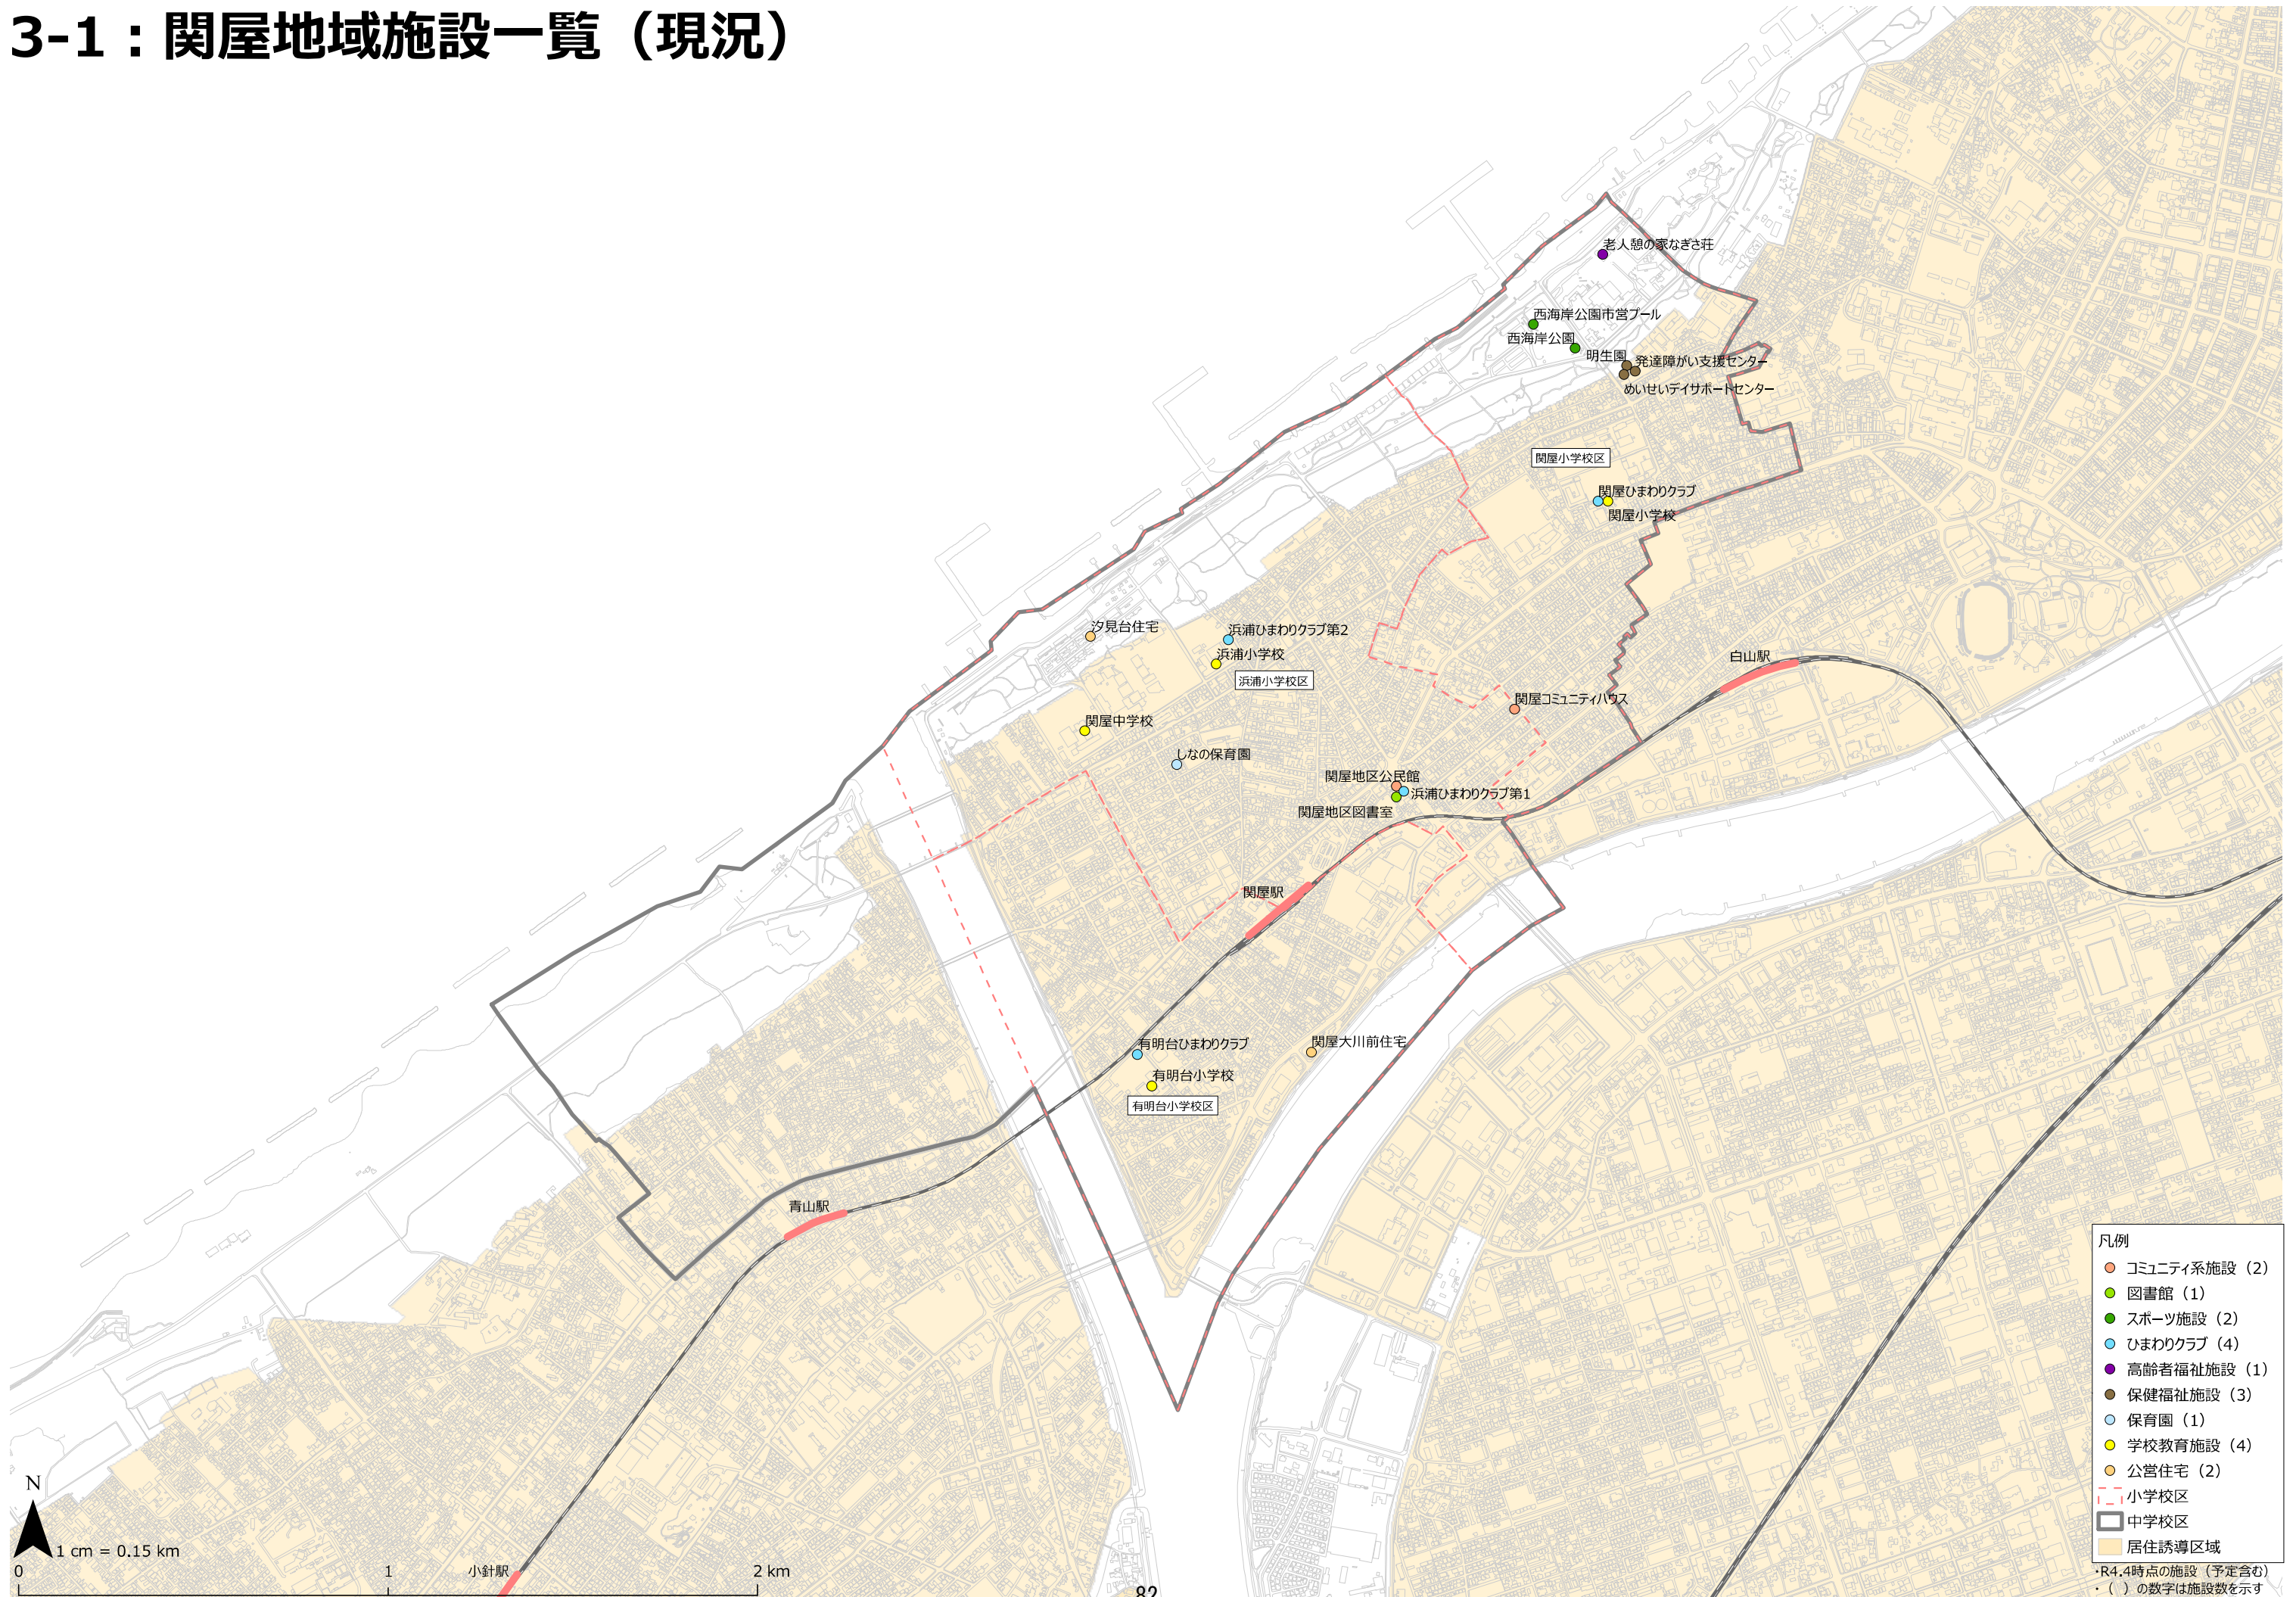 3-1：関屋地域施設一覧（現況）
老人憩の家なぎさ荘
西海岸公園市営プール
西海岸公園
明生園
発達障がい支援センター
めいせいデイサポートセンター
関屋小学校区
関屋ひまわりクラブ
関屋小学校
汐見台住宅
浜浦ひまわりクラブ第2
浜浦小学校
浜浦小学校区
白山駅
関屋コミュニティハウス
関屋中学校
しなの保育園
関屋地区公民館
浜浦ひまわりクラブ第1
関屋地区図書室
関屋駅
有明台ひまわりクラブ
関屋大川前住宅
有明台小学校
有明台小学校区
青山駅
小針駅
N
1 cm = 0.15 km
0 1 2 km
82
凡例
コミュニティ系施設（2）
図書館（1）
スポーツ施設（2）
ひまわりクラブ（4）
高齢者福祉施設（1）
保健福祉施設（3）
保育園（1）
学校教育施設（4）
公営住宅（2）
小学校区
中学校区
居住誘導区域
・R4.4時点の施設（予定含む）
・（　）の数字は施設数を示す